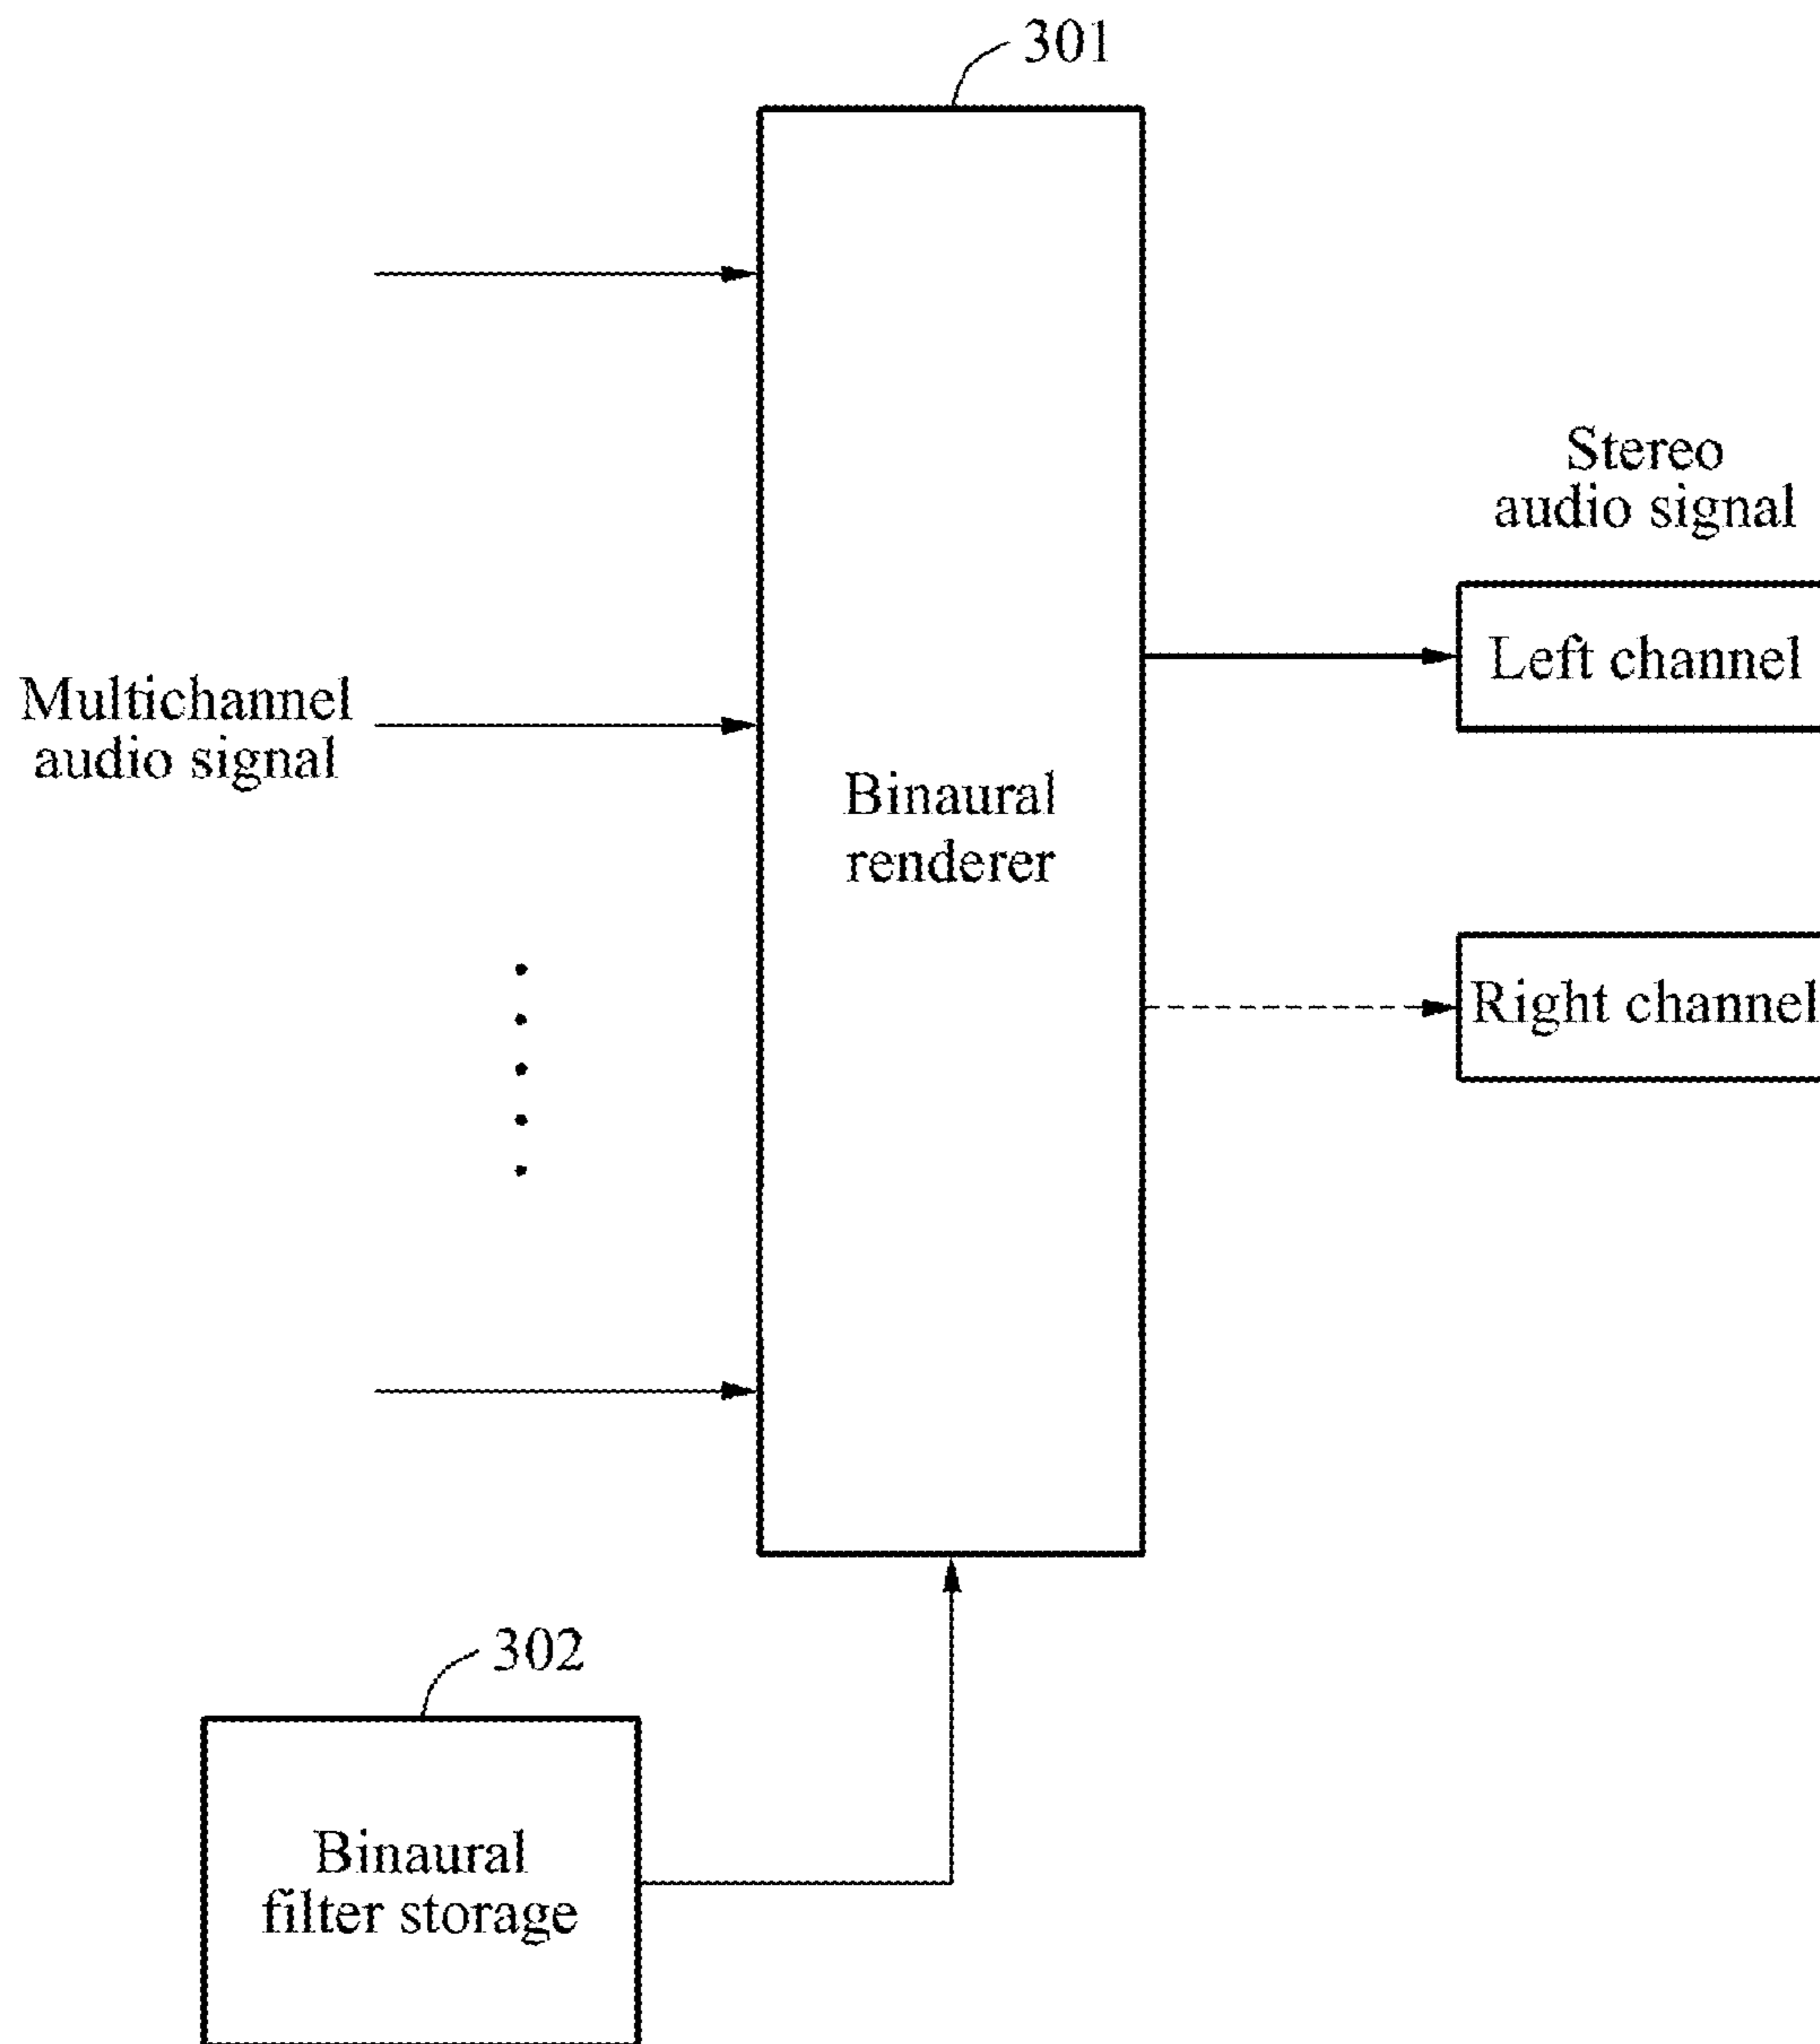 301
Stereo
audio signal
Left channel
Multichannel
audio signal
Binaural
renderer
Right channel
302
Binaural
filter storage